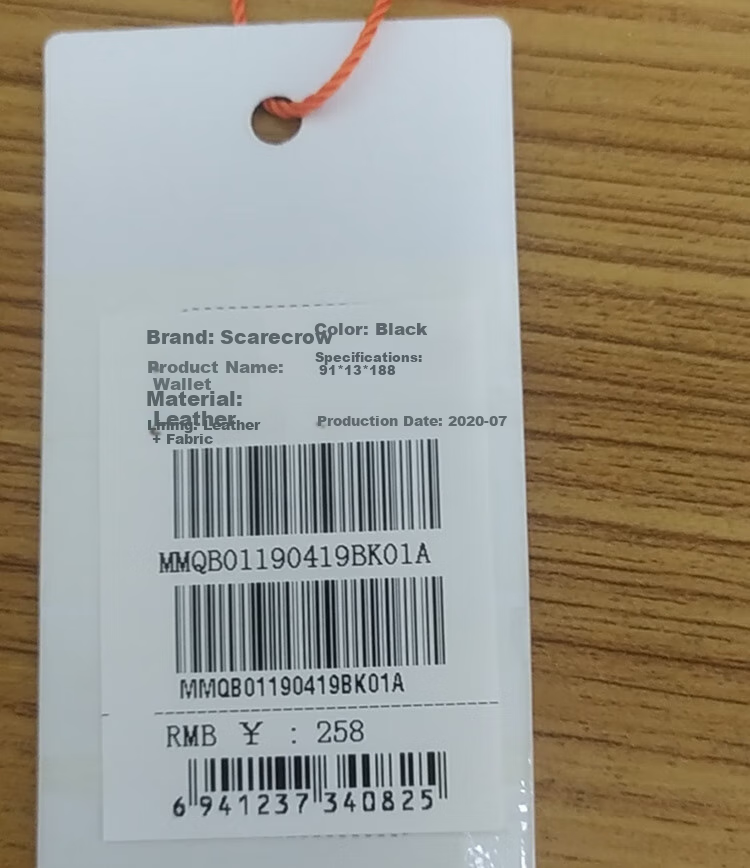 Brand: Scarecrow
Color: Black
Product Name:
Wallet
Specifications:
91*13*188
Material:
Leather
Lining: Leather
+ Fabric
Production Date: 2020-07
MMQB01190419BK01A
MMQB01190419BK01A
RMB ¥ : 258
6 941237 340825